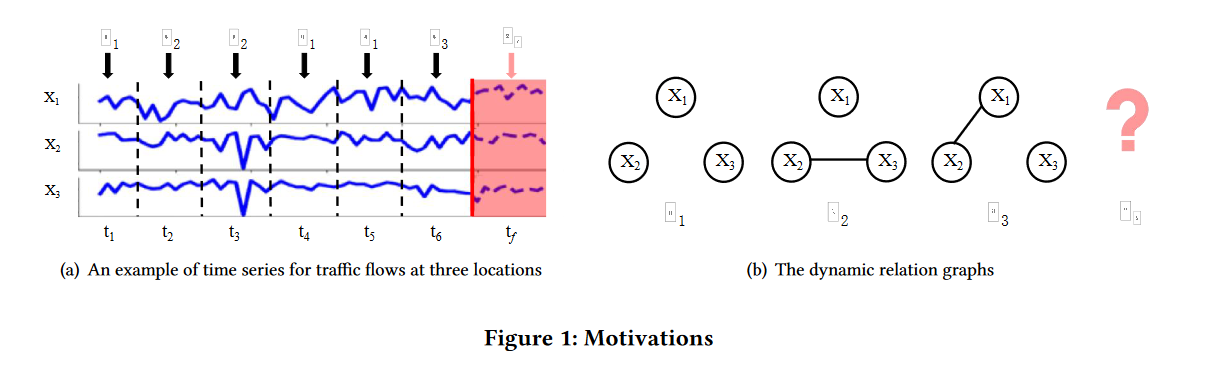 1 2 2 1 1 3
X1
X2
X3
t1 t2 t3 t4 t5 t6 tf
X1 X1 X1
X2 X3 X2 X3 X2 X3
?
1 2 3
(a) An example of time series for traffic flows at three locations
(b) The dynamic relation graphs
Figure 1: Motivations